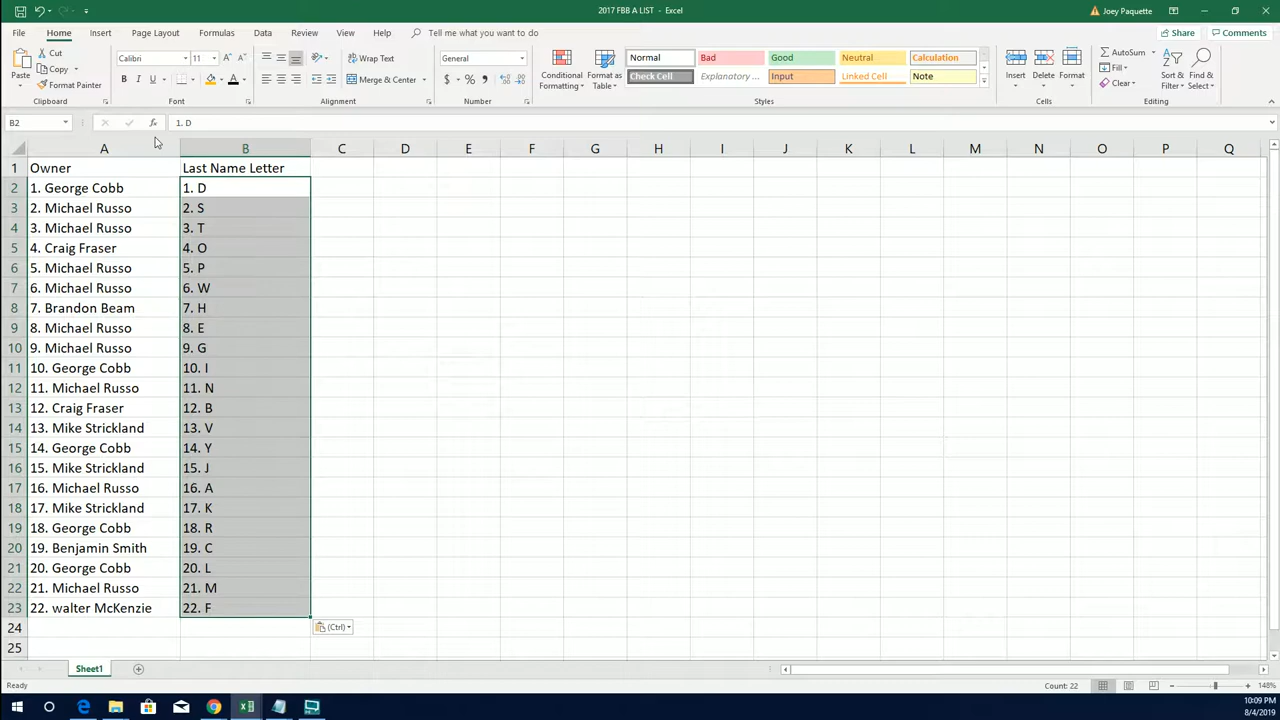 2017 FBB A LIST - Excel
Joey Paquette
File Home Insert Page Layout Formulas Data Review View Help Tell me what you want to do Share Comments
Paste Cut Copy Format Painter Calibri 11 A A B I U A ab Wrap Text Merge & Center General $ % , Conditional Formatting Format as Table Normal Bad Good Neutral Calculation Check Cell Explanatory ... Input Linked Cell Note Insert Delete Format AutoSum Fill Clear Sort & Filter Find & Select
Clipboard Font Alignment Number Styles Cells Editing
B2 fx 1. D
A B C D E F G H I J K L M N O P Q
1 Owner Last Name Letter
2 1. George Cobb 1. D
3 2. Michael Russo 2. S
4 3. Michael Russo 3. T
5 4. Craig Fraser 4. O
6 5. Michael Russo 5. P
7 6. Michael Russo 6. W
8 7. Brandon Beam 7. H
9 8. Michael Russo 8. E
10 9. Michael Russo 9. G
11 10. George Cobb 10. I
12 11. Michael Russo 11. N
13 12. Craig Fraser 12. B
14 13. Mike Strickland 13. V
15 14. George Cobb 14. Y
16 15. Mike Strickland 15. J
17 16. Michael Russo 16. A
18 17. Mike Strickland 17. K
19 18. George Cobb 18. R
20 19. Benjamin Smith 19. C
21 20. George Cobb 20. L
22 21. Michael Russo 21. M
23 22. walter McKenzie 22. F
24 (Ctrl)
25
Sheet1
Ready Count: 22 148%
10:09 PM
8/4/2019